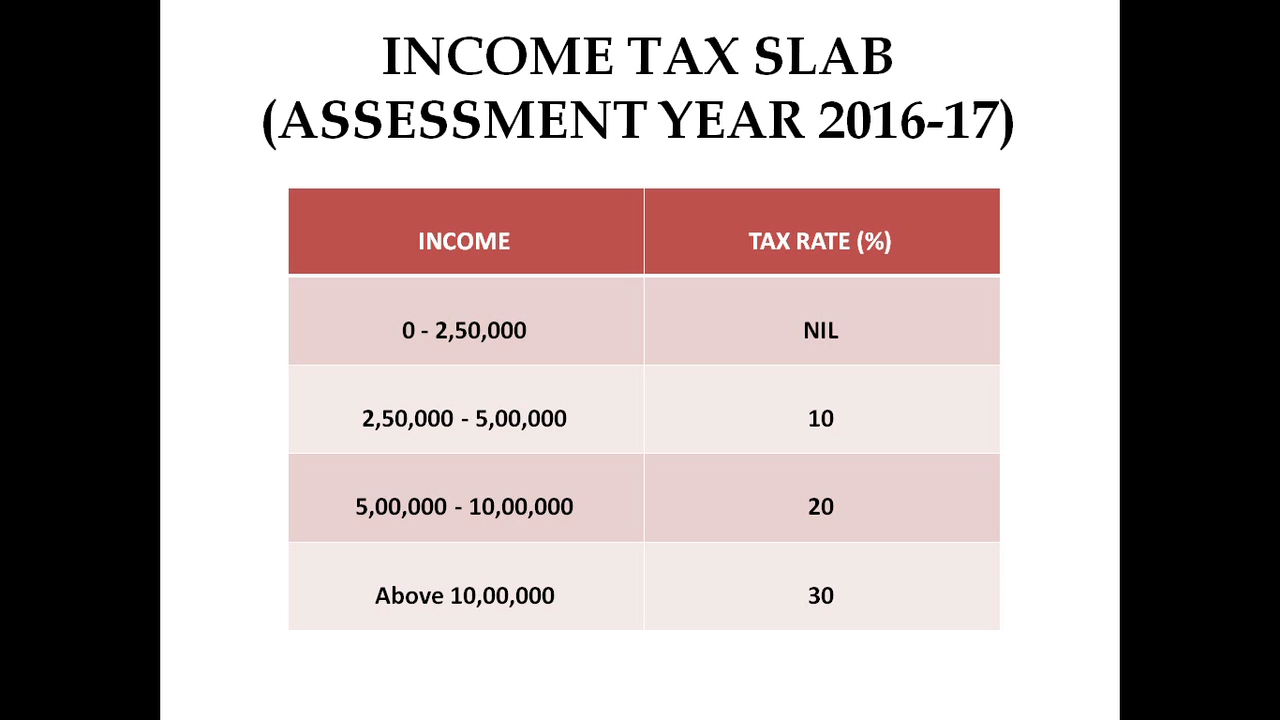 INCOME TAX SLAB
(ASSESSMENT YEAR 2016-17)
INCOME TAX RATE (%)
0 - 2,50,000 NIL
2,50,000 - 5,00,000 10
5,00,000 - 10,00,000 20
Above 10,00,000 30